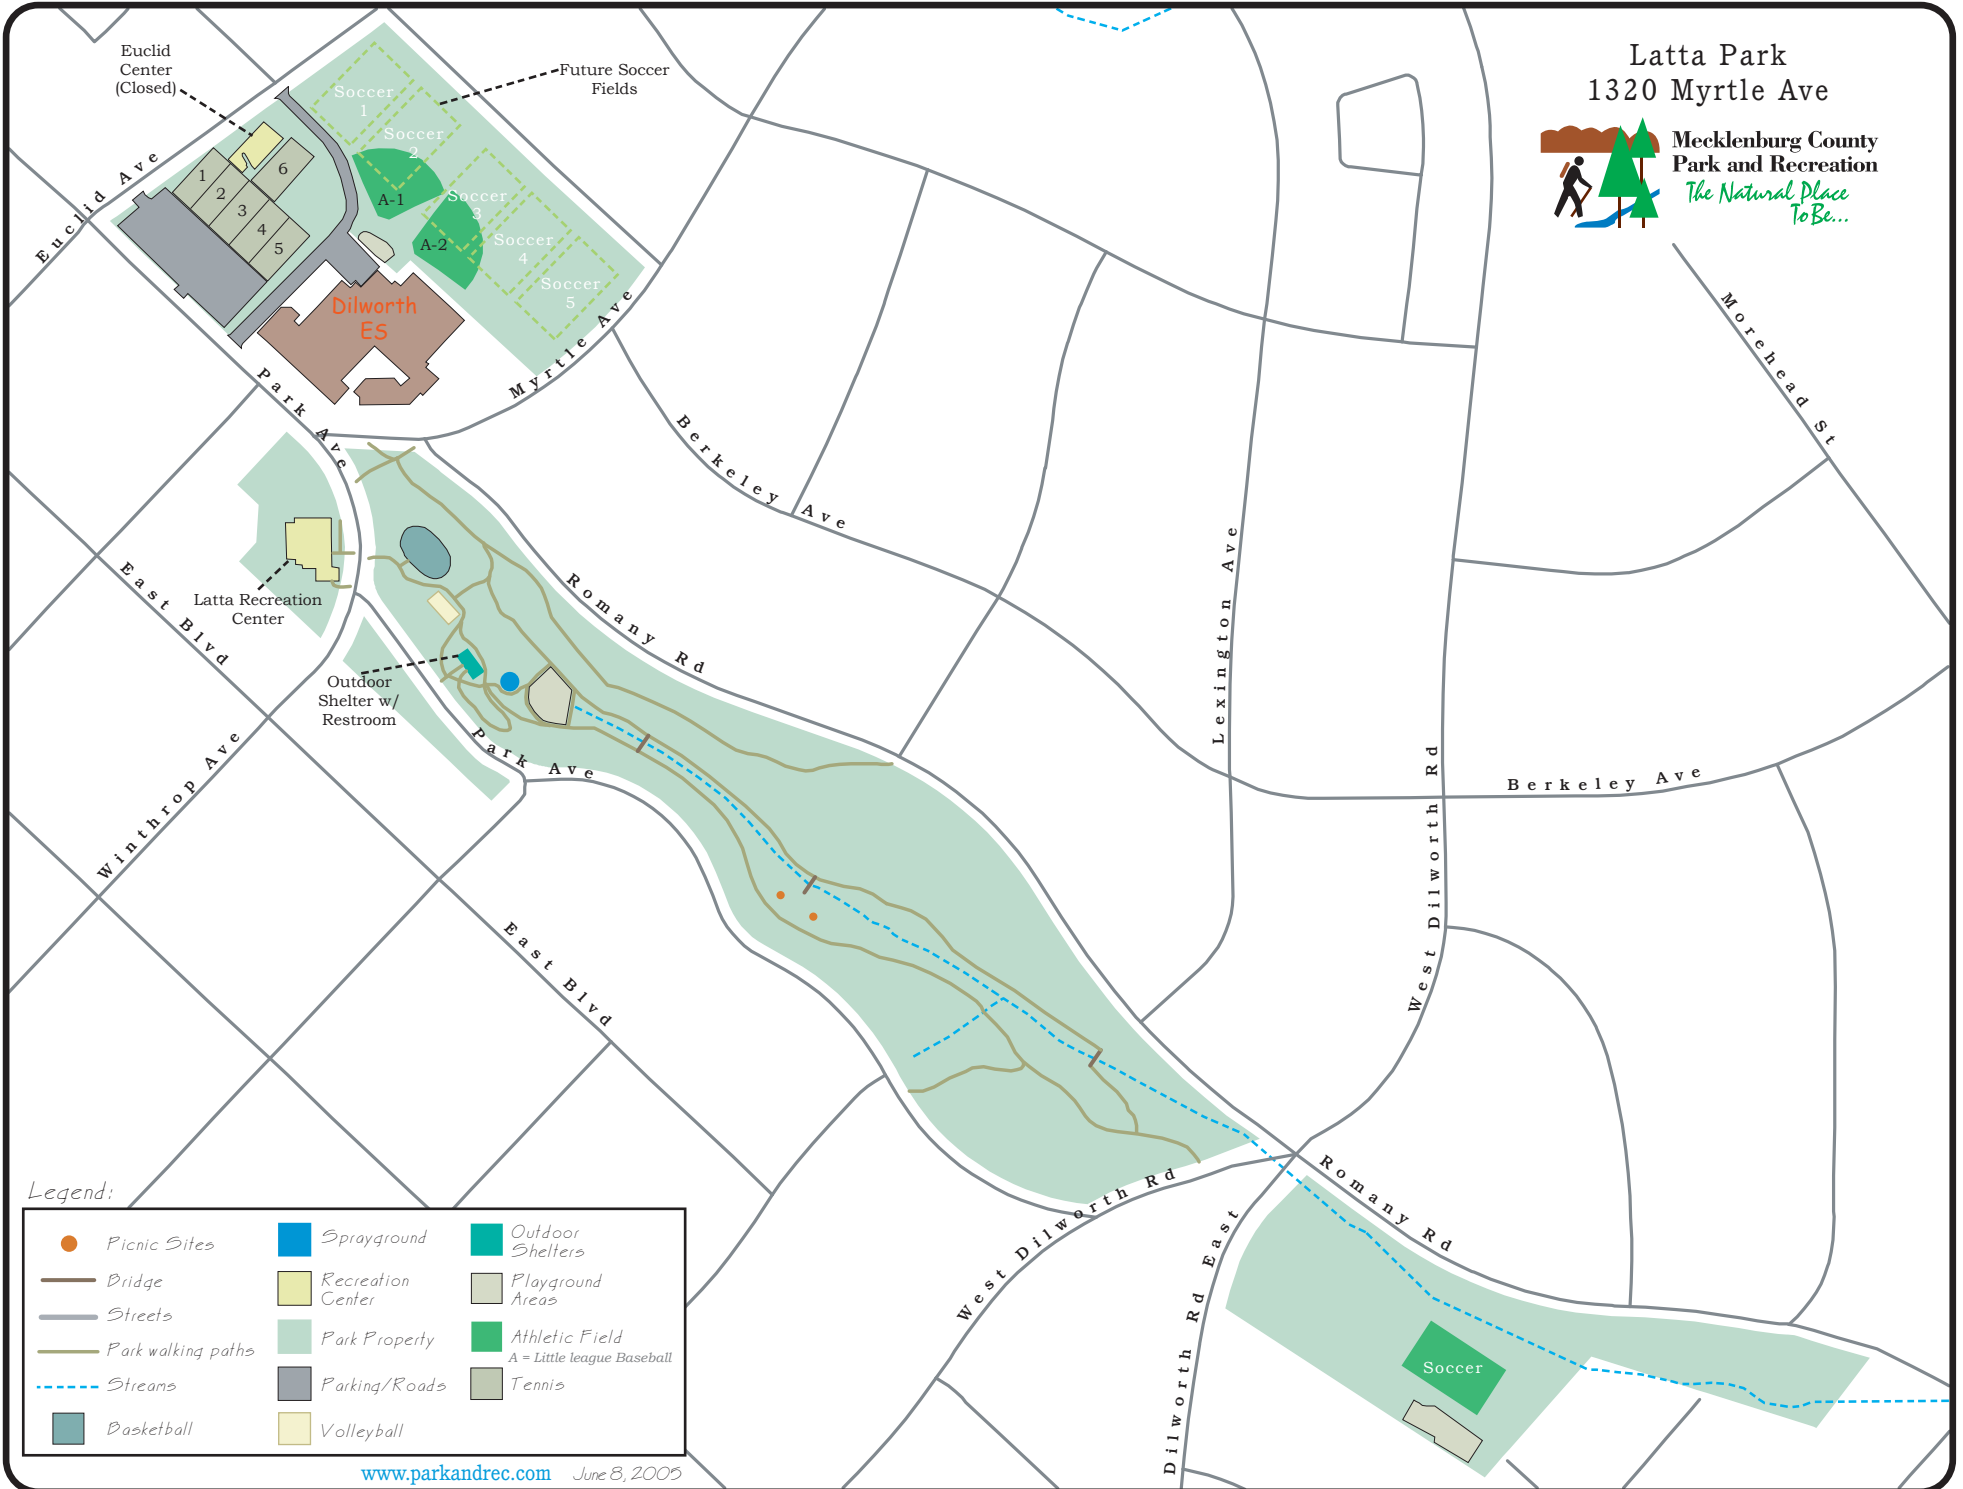 Latta Park
1320 Myrtle Ave
Mecklenburg County
Park and Recreation
The Natural Place
To Be...
Euclid
Center
(Closed)
Future Soccer
Fields
Soccer
1
Soccer
2
Soccer
3
Soccer
4
Soccer
5
A-1
A-2
1
2
3
4
5
6
Dilworth
ES
Euclid Ave
Myrtle Ave
Park Ave
Berkeley Ave
Morehead St
East Blvd
Latta Recreation
Center
Romany Rd
Lexington Ave
Outdoor
Shelter w/
Restroom
Park Ave
Winthrop Ave
West Dilworth Rd
Berkeley Ave
East Blvd
West Dilworth Rd
Romany Rd
West Dilworth Rd
Dilworth Rd East
Soccer
Legend:
Picnic Sites
Bridge
Streets
Park walking paths
Streams
Basketball
Sprayground
Recreation
Center
Park Property
Parking/Roads
Volleyball
Outdoor
Shelters
Playground
Areas
Athletic Field
A = Little league Baseball
Tennis
www.parkandrec.com
June 8, 2005